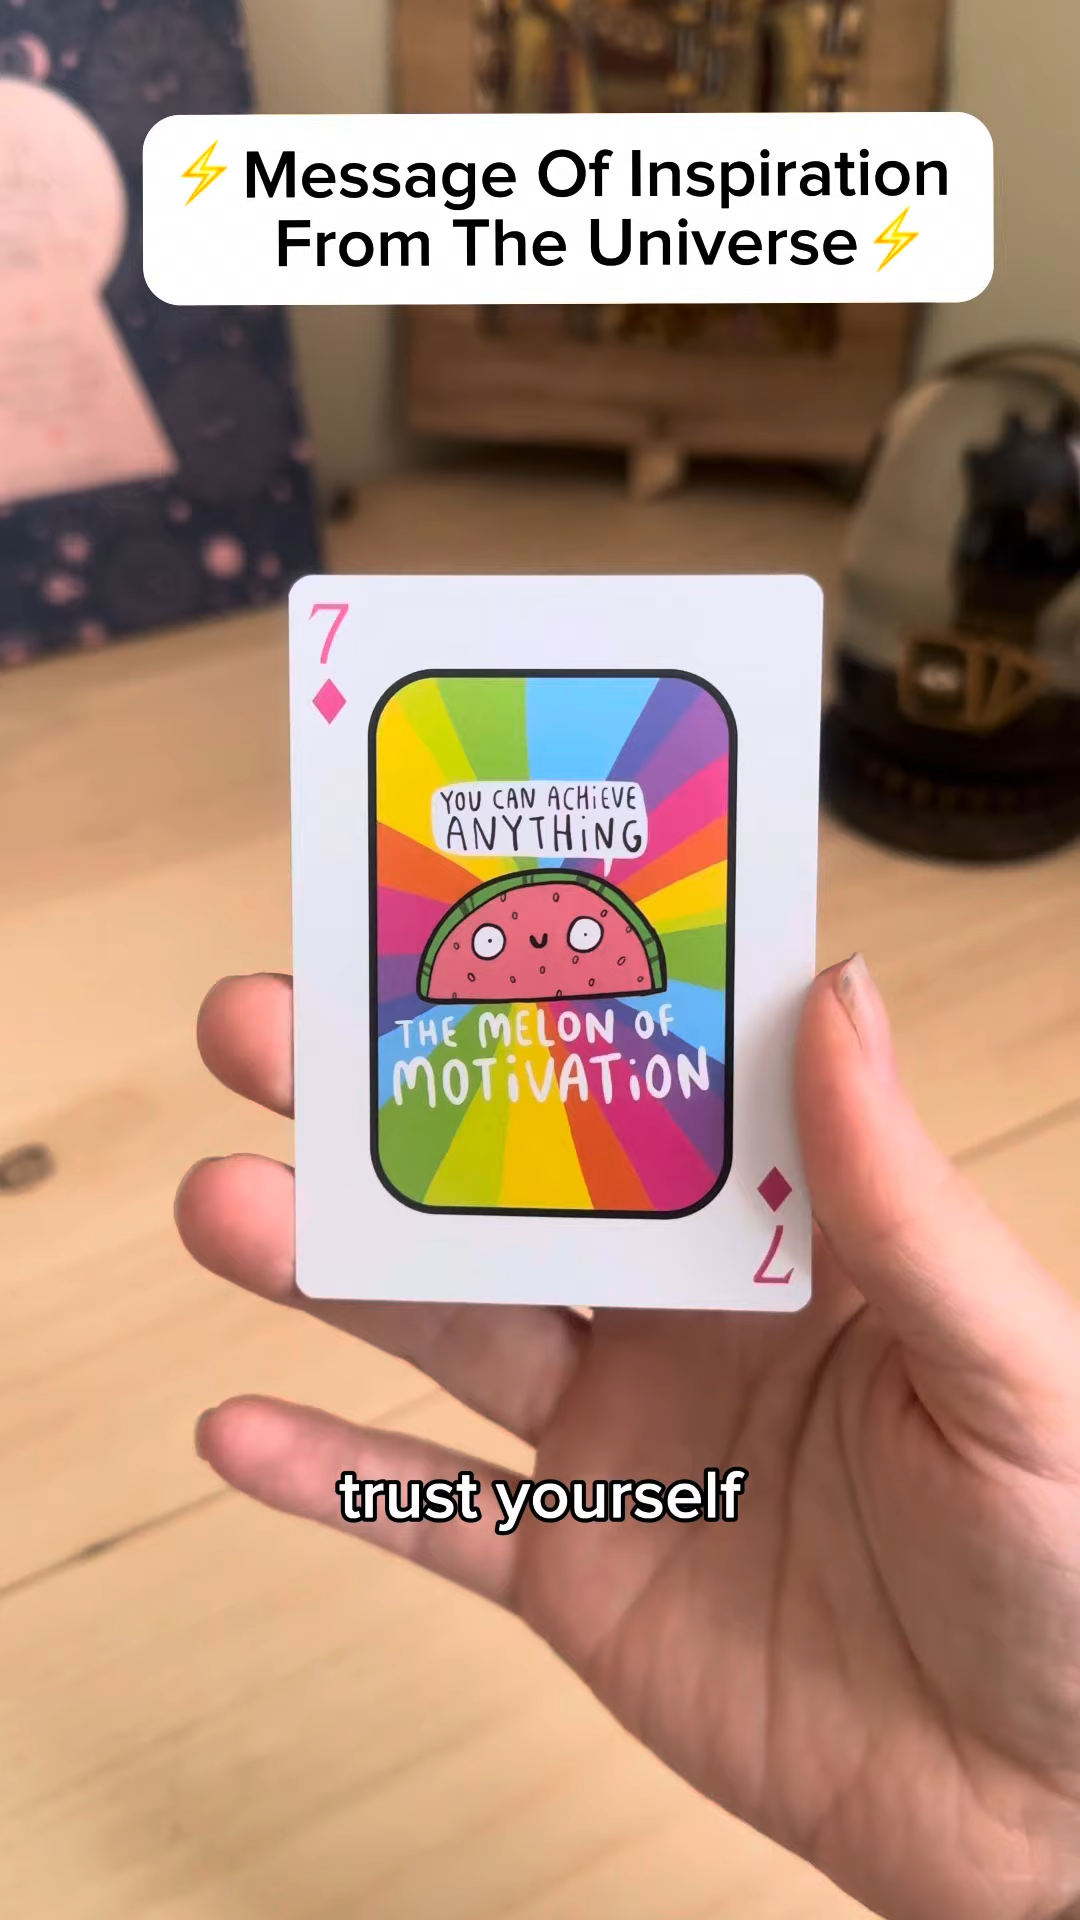 ⚡Message Of Inspiration
From The Universe⚡
7
YOU CAN ACHiEVE
ANYTHiNG
THE MELON OF
MOTiVATiON
7
trust yourself